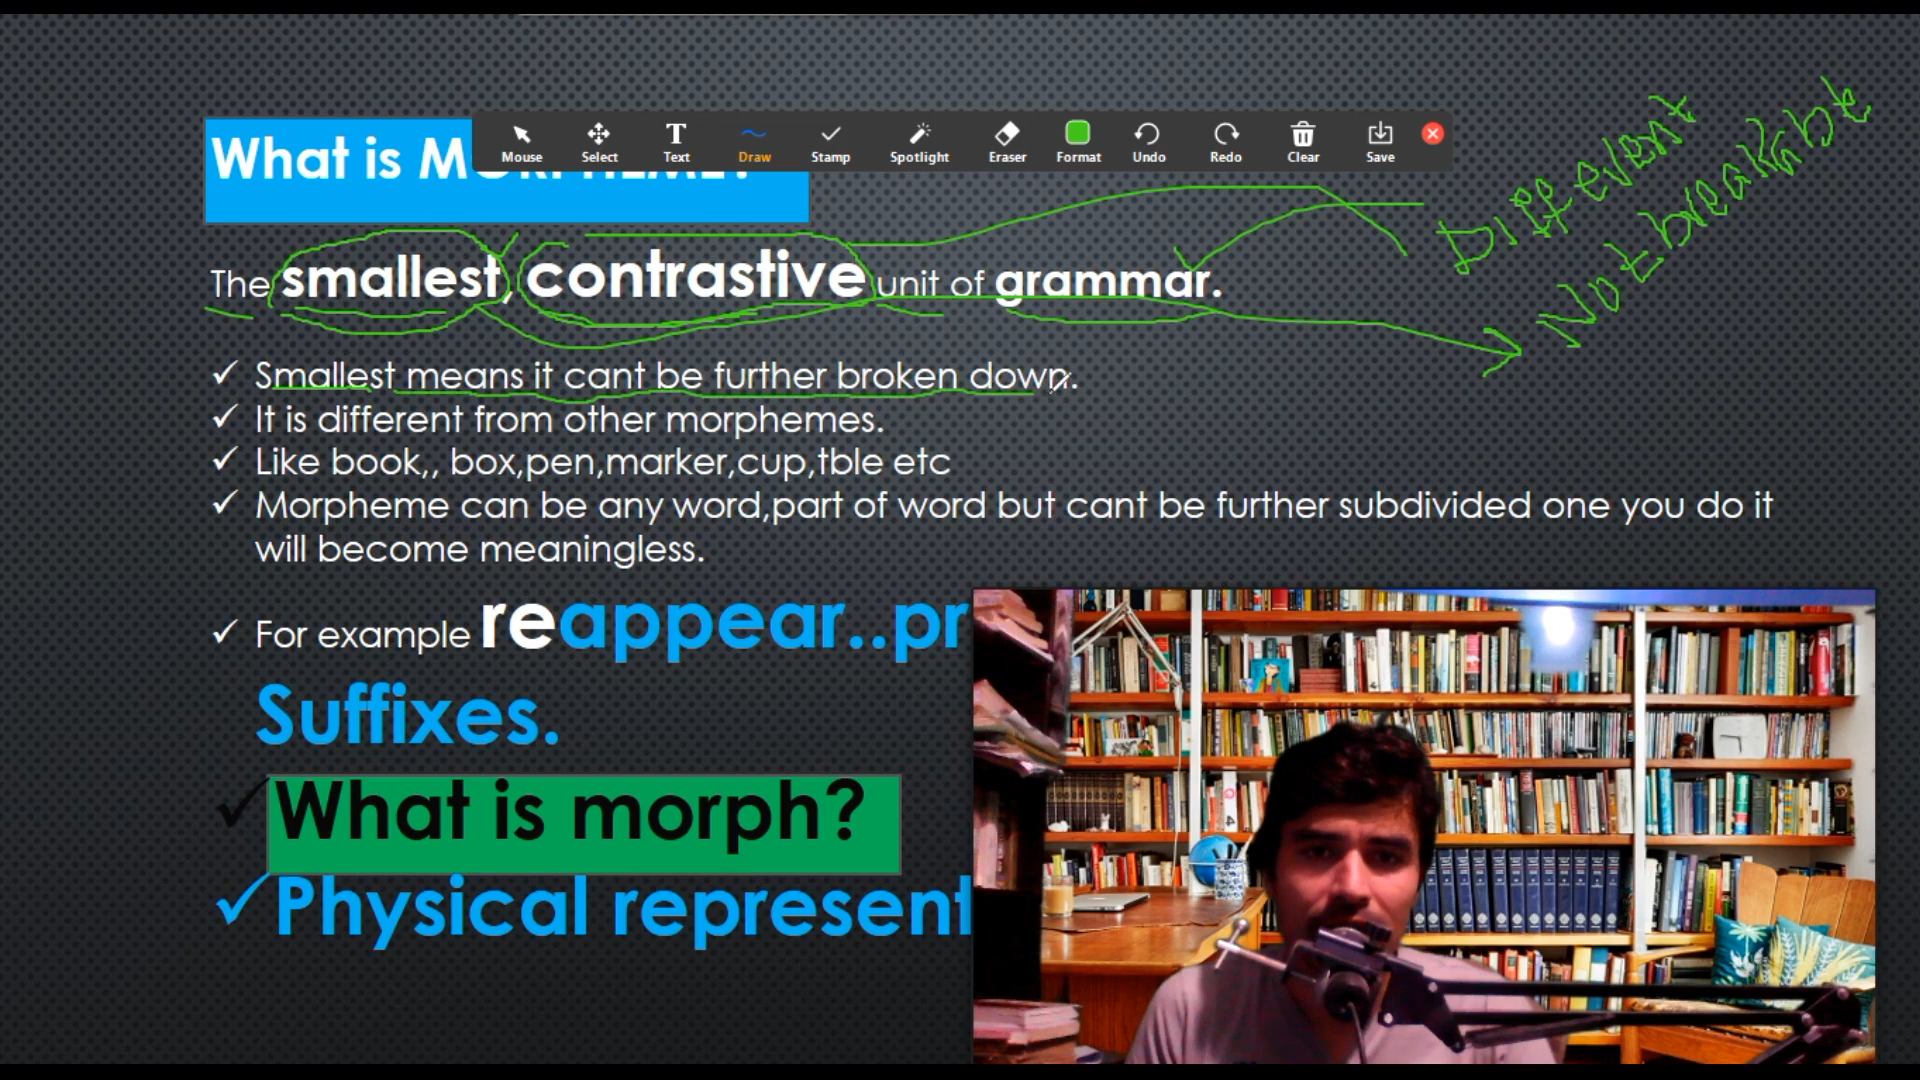 Mouse Select Text Draw Stamp Spotlight Eraser Format Undo Redo Clear Save
What is MORPHEME?
Different
Not breakable
The smallest, contrastive unit of grammar.
✓ Smallest means it cant be further broken down.
✓ It is different from other morphemes.
✓ Like book,, box,pen,marker,cup,tble etc
✓ Morpheme can be any word,part of word but cant be further subdivided one you do it
will become meaningless.
✓ For example reappear..pr
Suffixes.
✓ What is morph?
✓ Physical represent